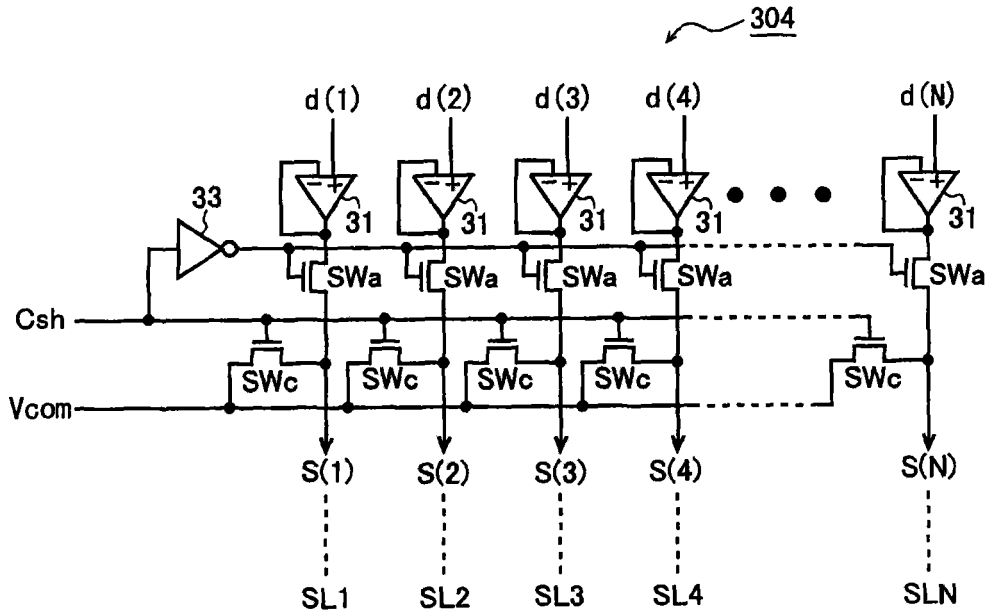 304
d(1) d(2) d(3) d(4) d(N)
33 31 31 31 31 31
SWa SWa SWa SWa SWa
Csh
SWc SWc SWc SWc SWc
Vcom
S(1) S(2) S(3) S(4) S(N)
SL1 SL2 SL3 SL4 SLN